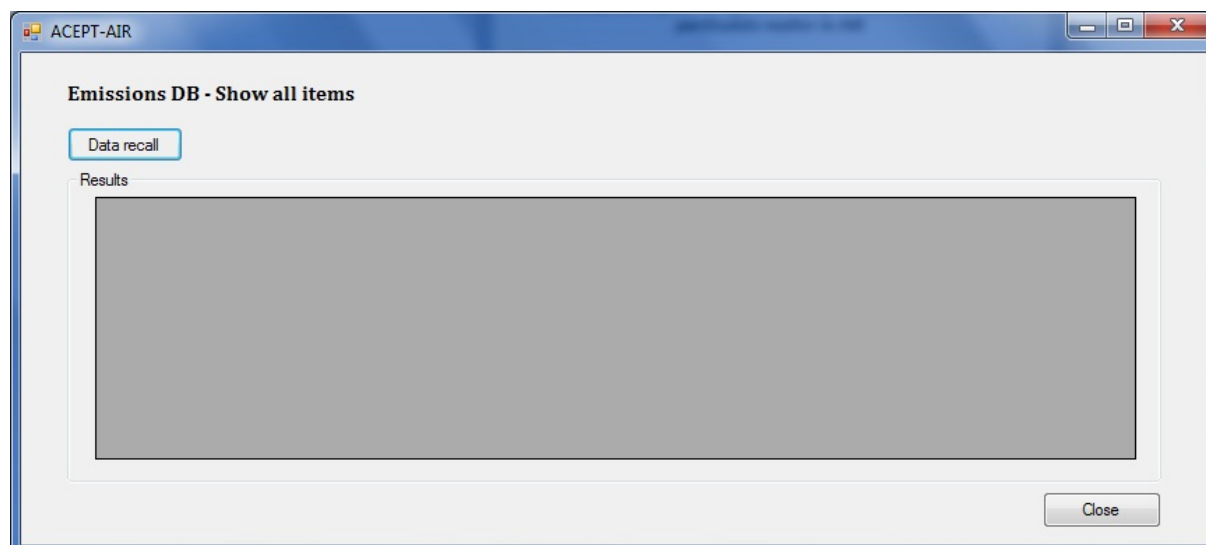 ACEPT-AIR
Emissions DB - Show all items
Data recall
Results
Close